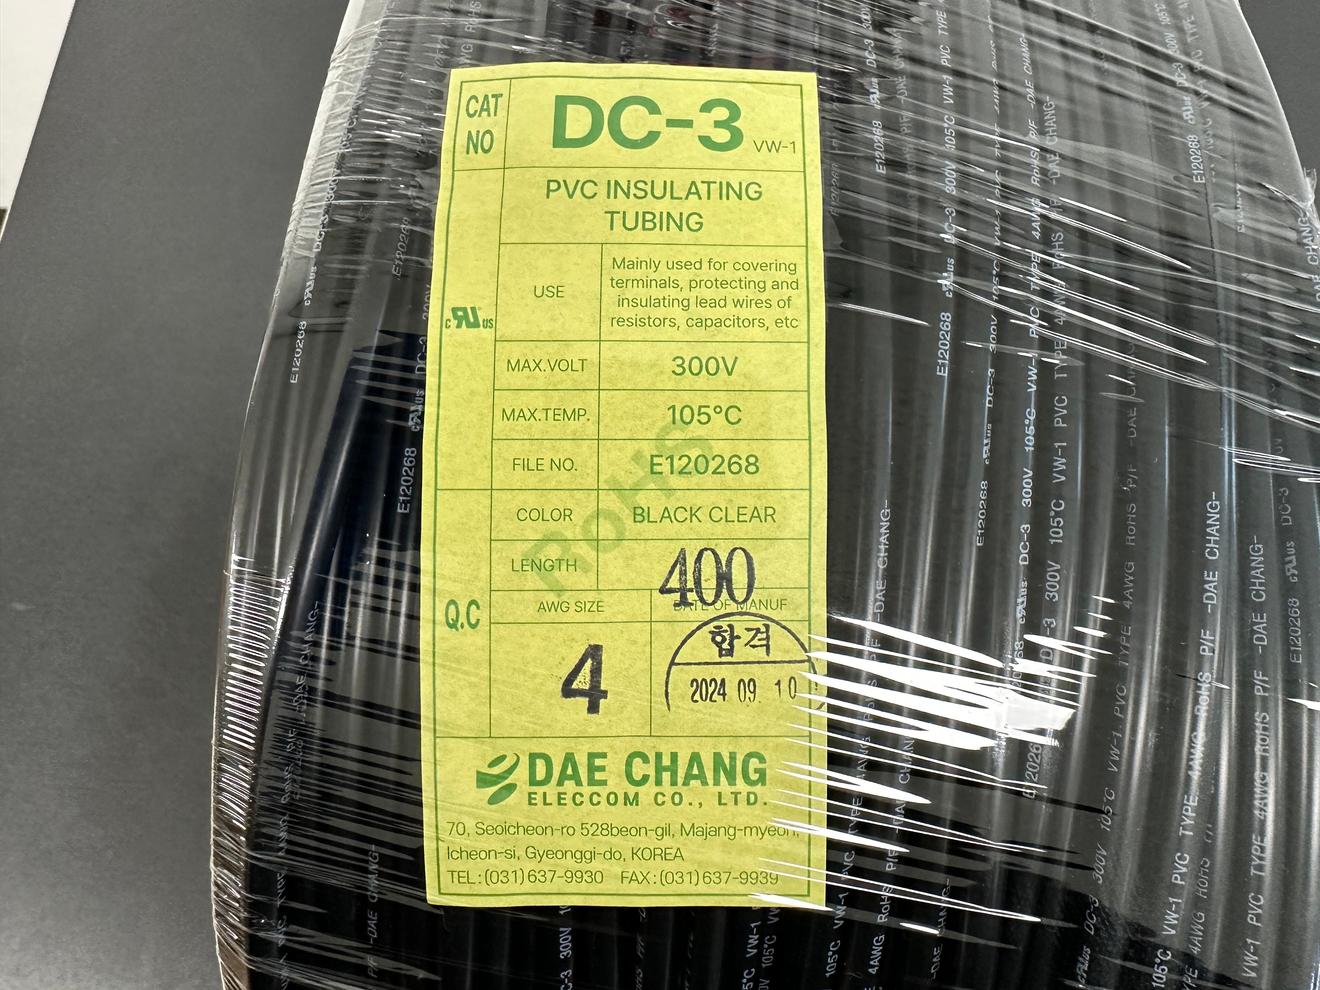 CAT
NO
DC-3 VW-1
PVC INSULATING
TUBING
USE
Mainly used for covering
terminals, protecting and
insulating lead wires of
resistors, capacitors, etc
cRUus
MAX.VOLT 300V
MAX.TEMP. 105°C
FILE NO. E120268
RoHS
COLOR BLACK CLEAR
LENGTH 400
Q.C
AWG SIZE DATE OF MANUF
4
합격
2024 09. 10
DAE CHANG
ELECCOM CO., LTD.
70, Seoicheon-ro 528beon-gil, Majang-myeon,
Icheon-si, Gyeonggi-do, KOREA
TEL:(031)637-9930 FAX:(031)637-9939
E120268 cRUus DC-3 300V 105°C VW-1 PVC TYPE 4AWG RoHS P/F -DAE CHANG-